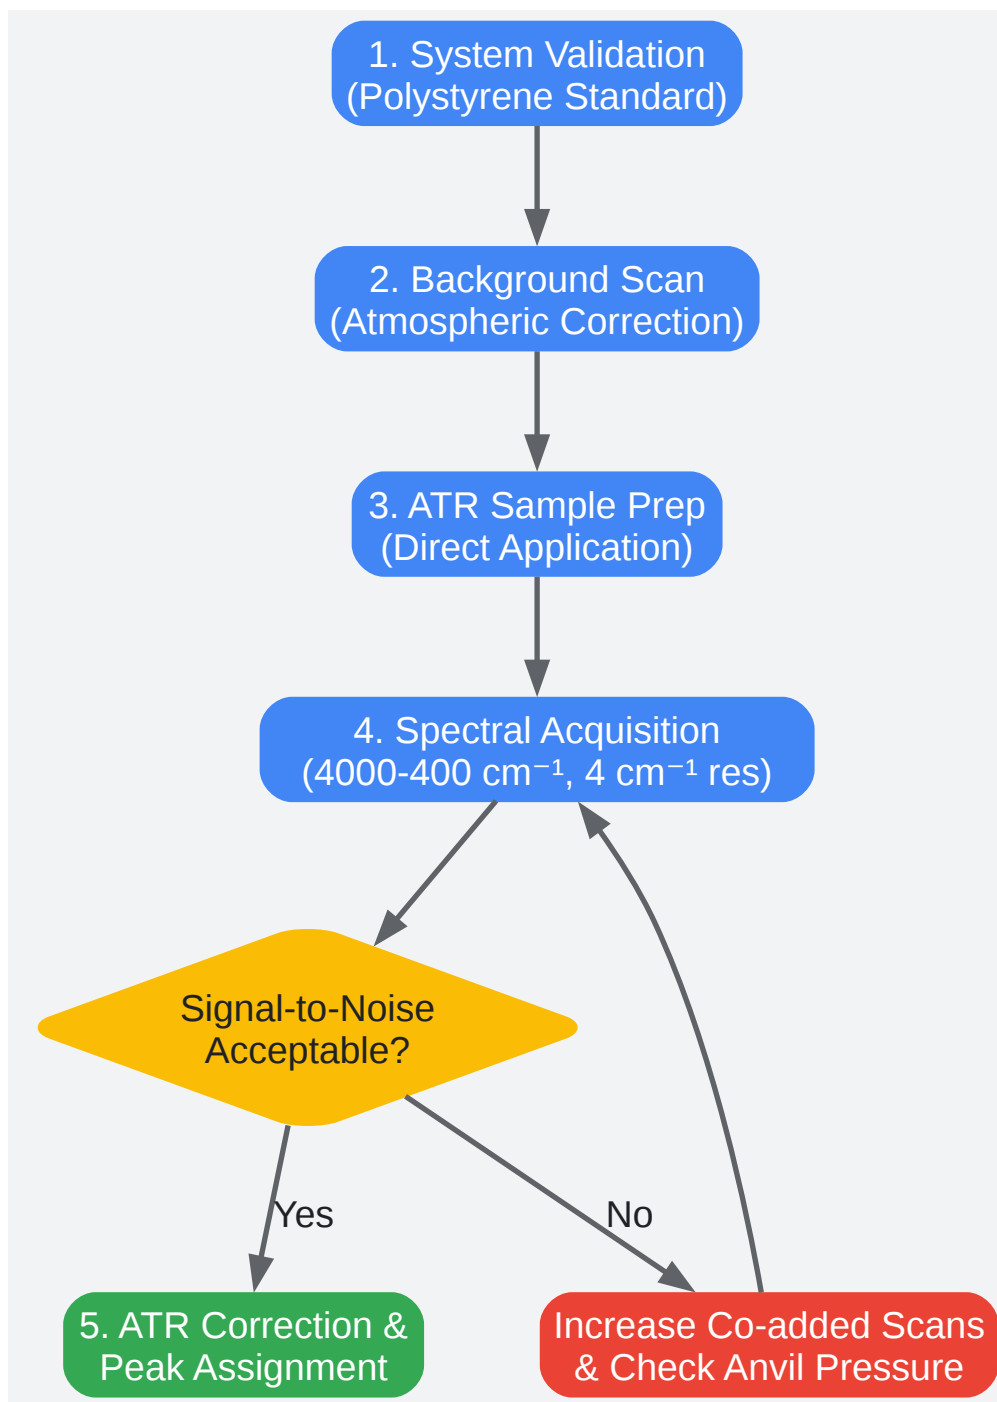 1. System Validation
(Polystyrene Standard)
2. Background Scan
(Atmospheric Correction)
3. ATR Sample Prep
(Direct Application)
4. Spectral Acquisition
(4000-400 cm⁻¹, 4 cm⁻¹ res)
Signal-to-Noise
Acceptable?
Yes
No
5. ATR Correction &
Peak Assignment
Increase Co-added Scans
& Check Anvil Pressure